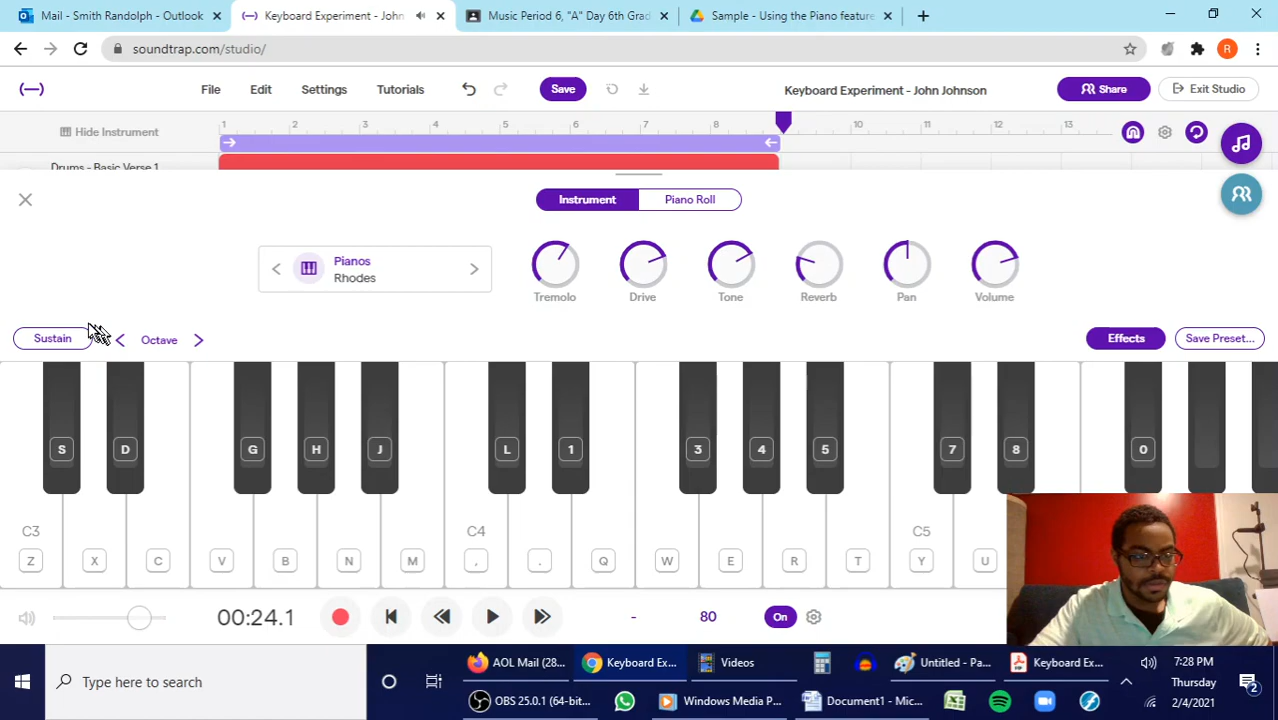 Mail - Smith Randolph - Outlook
Keyboard Experiment - John
Music Period 6, "A" Day 6th Grad
Sample - Using the Piano feature
soundtrap.com/studio/
R
File Edit Settings Tutorials Save Keyboard Experiment - John Johnson Share Exit Studio
Hide Instrument 1 2 3 4 5 6 7 8 10 11 12 13
Drums - Basic Verse 1
Instrument Piano Roll
Pianos
Rhodes
Tremolo Drive Tone Reverb Pan Volume
Sustain Octave Effects Save Preset...
S D G H J L 1 3 4 5 7 8 0
C3 C4 C5
Z X C V B N M , . Q W E R T Y U
00:24.1 - 80 On
AOL Mail (28... Keyboard Ex... Videos Untitled - Pa... Keyboard Ex... 7:28 PM
Type here to search Thursday
OBS 25.0.1 (64-bit... Windows Media P... Document1 - Mic... 2/4/2021 2